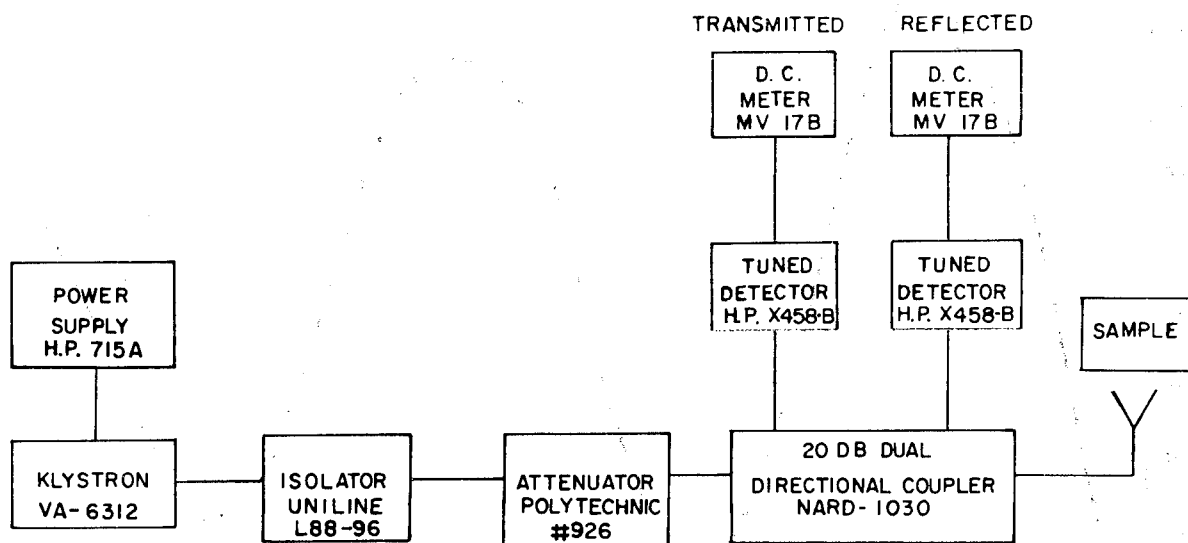 TRANSMITTED
REFLECTED
D. C.
METER
MV 17B
D. C.
METER
MV 17B
TUNED
DETECTOR
H.P. X458-B
TUNED
DETECTOR
H.P. X458-B
POWER
SUPPLY
H.P. 715A
SAMPLE
KLYSTRON
VA-6312
ISOLATOR
UNILINE
L88-96
ATTENUATOR
POLYTECHNIC
#926
20 DB DUAL
DIRECTIONAL COUPLER
NARD-1030